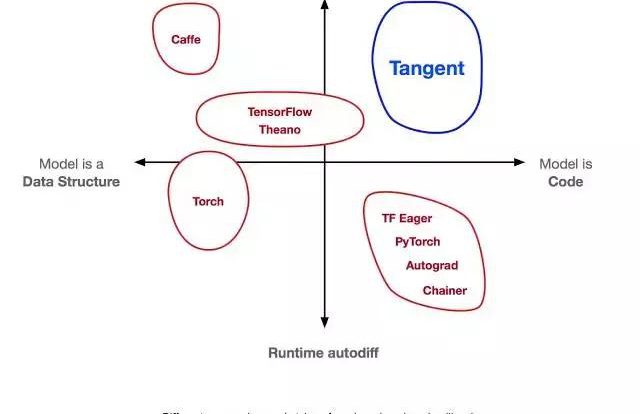 Caffe
Tangent
TensorFlow
Theano
Model is a
Data Structure
Model is
Code
Torch
TF Eager
PyTorch
Autograd
Chainer
Runtime autodiff